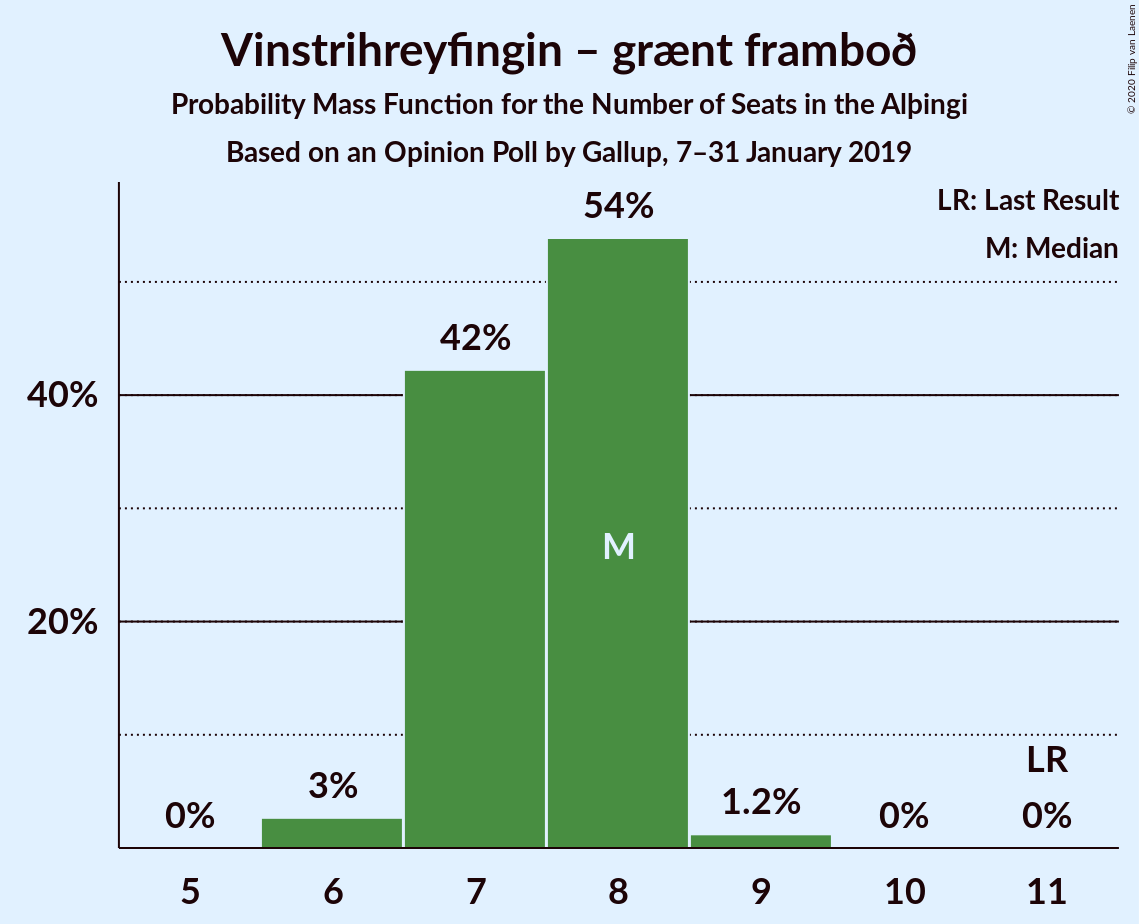 Vinstrihreyfingin – grænt framboð
Probability Mass Function for the Number of Seats in the Alþingi
Based on an Opinion Poll by Gallup, 7–31 January 2019
© 2020 Filip van Laenen
LR: Last Result
M: Median
54%
42%
40%
M
20%
LR
3%
1.2%
0%
0%
0%
5
6
7
8
9
10
11